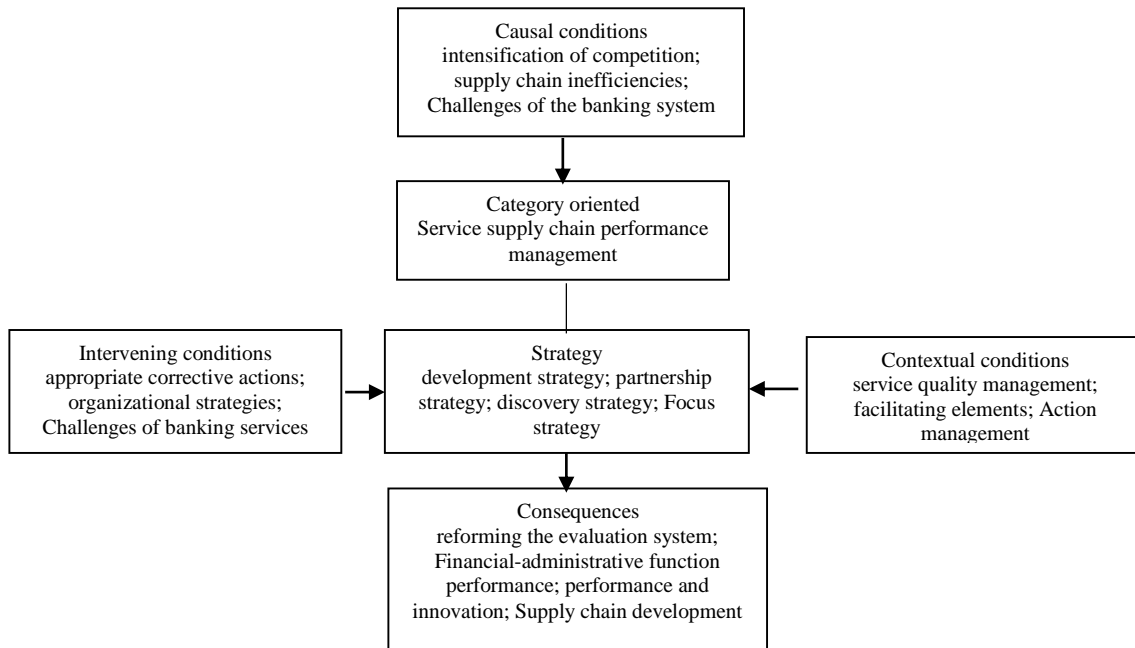 Causal conditions
intensification of competition;
supply chain inefficiencies;
Challenges of the banking system
Category oriented
Service supply chain performance
management
Intervening conditions
appropriate corrective actions;
organizational strategies;
Challenges of banking services
Strategy
development strategy; partnership
strategy; discovery strategy; Focus
strategy
Contextual conditions
service quality management;
facilitating elements; Action
management
Consequences
reforming the evaluation system;
Financial-administrative function
performance; performance and
innovation; Supply chain development